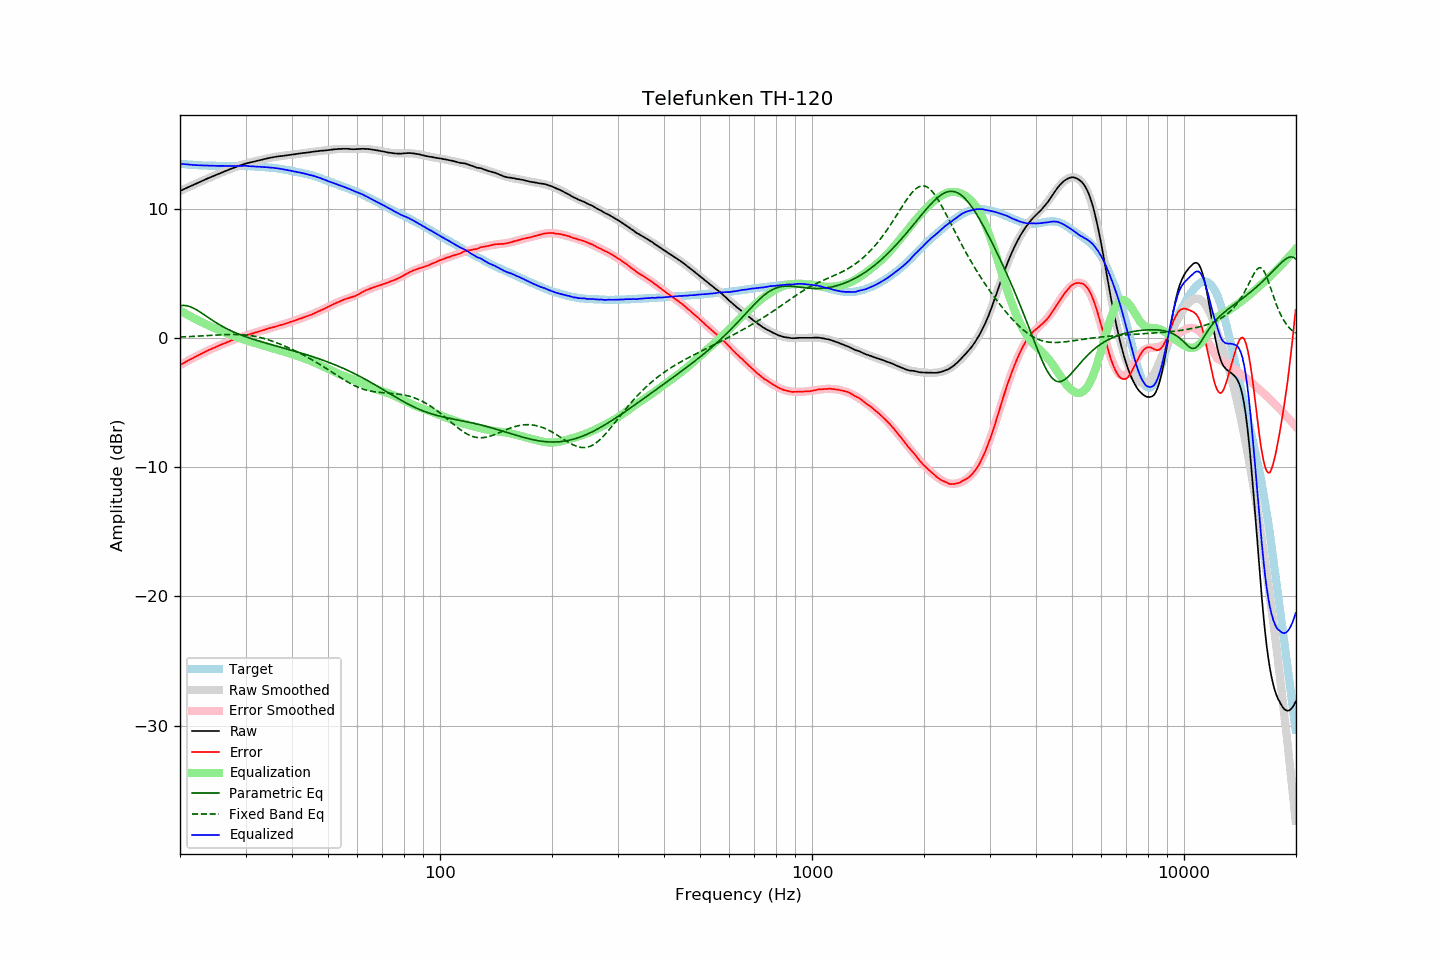 Telefunken TH-120
10
0
−10
−20
−30
Amplitude (dBr)
Target
Raw Smoothed
Error Smoothed
Raw
Error
Equalization
Parametric Eq
Fixed Band Eq
Equalized
100
1000
10000
Frequency (Hz)